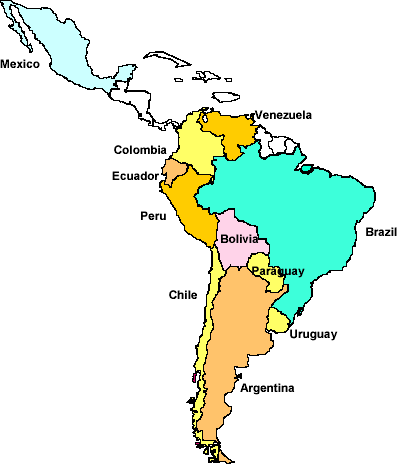 Mexico
Venezuela
Colombia
Ecuador
Peru
Brazil
Bolivia
Paraguay
Chile
Uruguay
Argentina